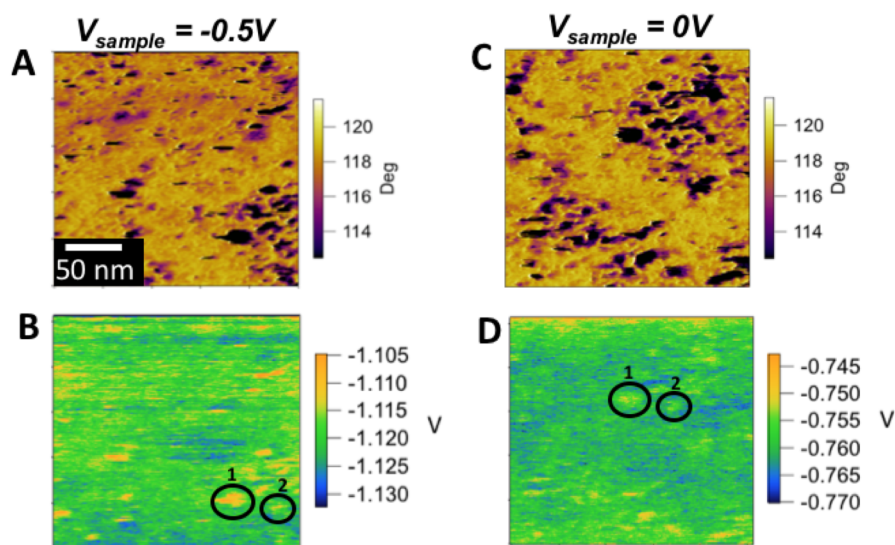 V_sample = -0.5V
V_sample = 0V
A
120
118
116
114
Deg
50 nm
C
120
118
116
114
Deg
B
-1.105
-1.110
-1.115
-1.120
-1.125
-1.130
V
1
2
D
-0.745
-0.750
-0.755
-0.760
-0.765
-0.770
V
1
2